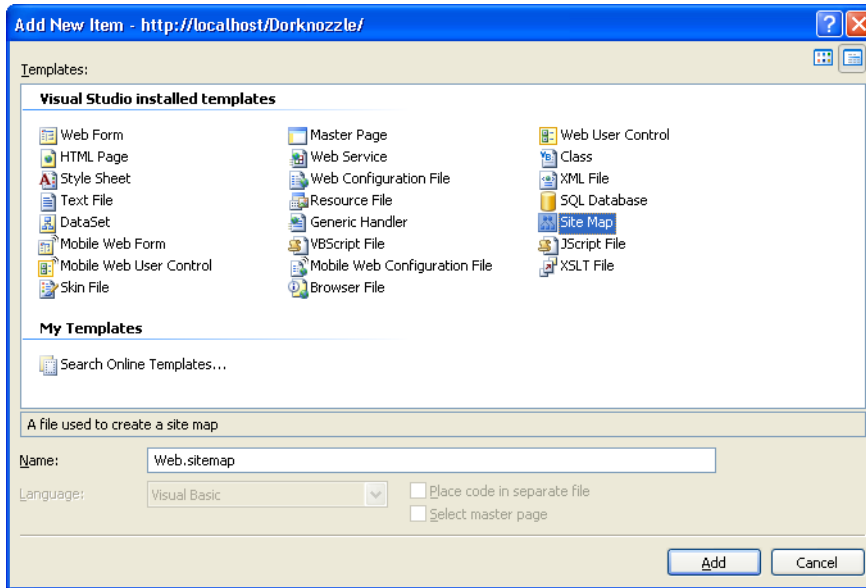 Add New Item - http://localhost/Dorknozzle/
Templates:
Visual Studio installed templates
Web Form
Master Page
Web User Control
HTML Page
Web Service
Class
Style Sheet
Web Configuration File
XML File
Text File
Resource File
SQL Database
DataSet
Generic Handler
Site Map
Mobile Web Form
VBScript File
JScript File
Mobile Web User Control
Mobile Web Configuration File
XSLT File
Skin File
Browser File
My Templates
Search Online Templates...
A file used to create a site map
Name:
Web.sitemap
Language:
Visual Basic
Place code in separate file
Select master page
Add
Cancel